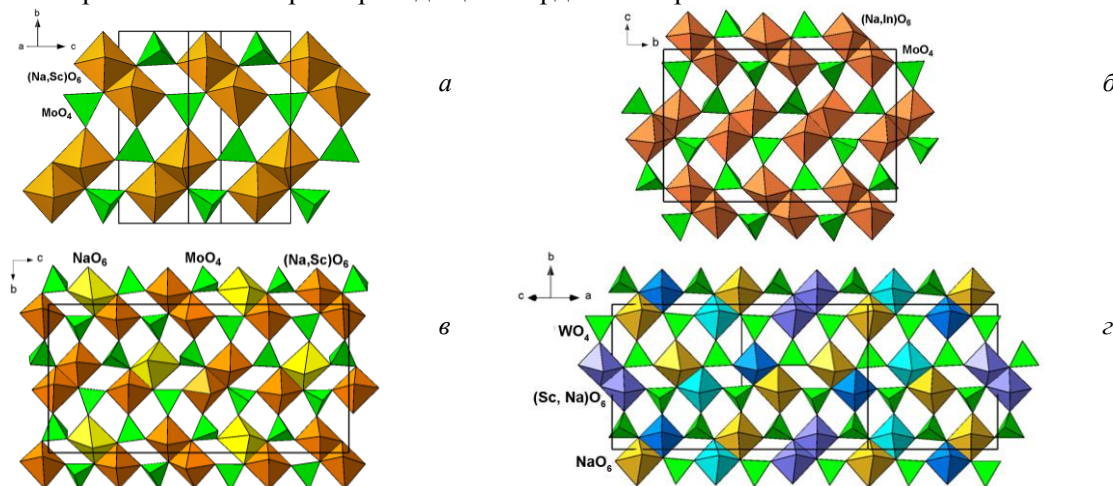 b
a c
(Na,Sc)O6
MoO4
а
c
b
(Na,In)O6
MoO4
б
c
b
NaO6
MoO4
(Na,Sc)O6
в
b
c a
WO4
(Sc, Na)O6
NaO6
г